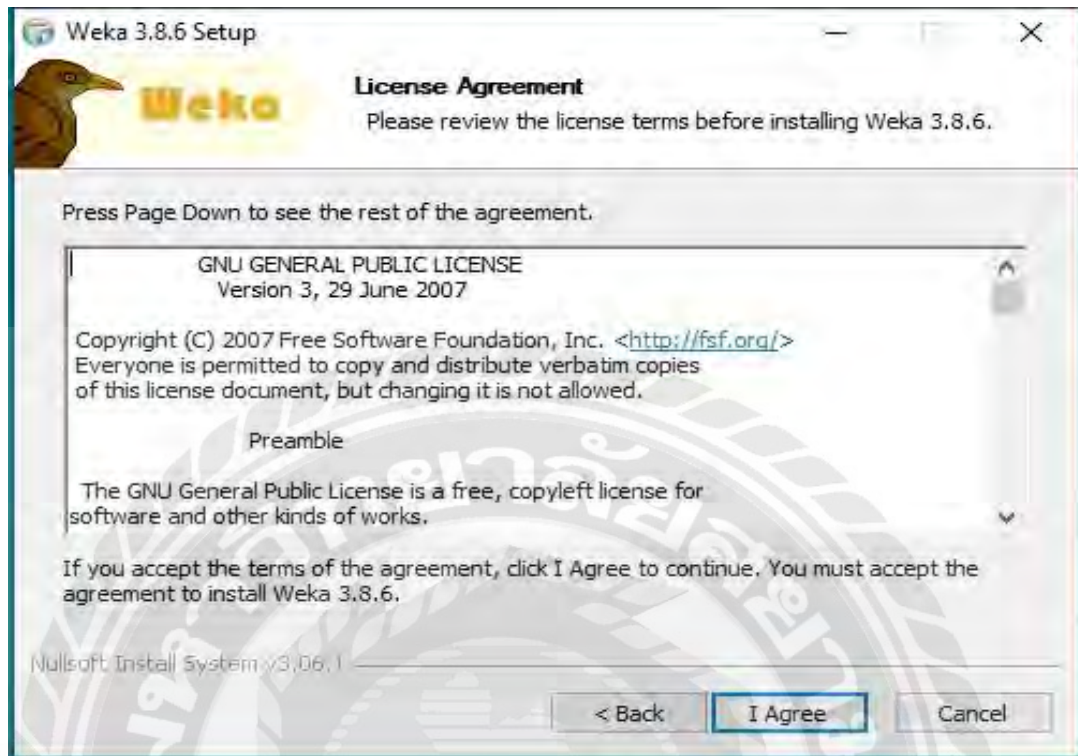 Weka 3.8.6 Setup
Weka
License Agreement
Please review the license terms before installing Weka 3.8.6.
Press Page Down to see the rest of the agreement.
GNU GENERAL PUBLIC LICENSE
Version 3, 29 June 2007
Copyright (C) 2007 Free Software Foundation, Inc. <http://fsf.org/>
Everyone is permitted to copy and distribute verbatim copies
of this license document, but changing it is not allowed.
Preamble
The GNU General Public License is a free, copyleft license for
software and other kinds of works.
If you accept the terms of the agreement, click I Agree to continue. You must accept the
agreement to install Weka 3.8.6.
Nullsoft Install System v3.06.1
< Back
I Agree
Cancel